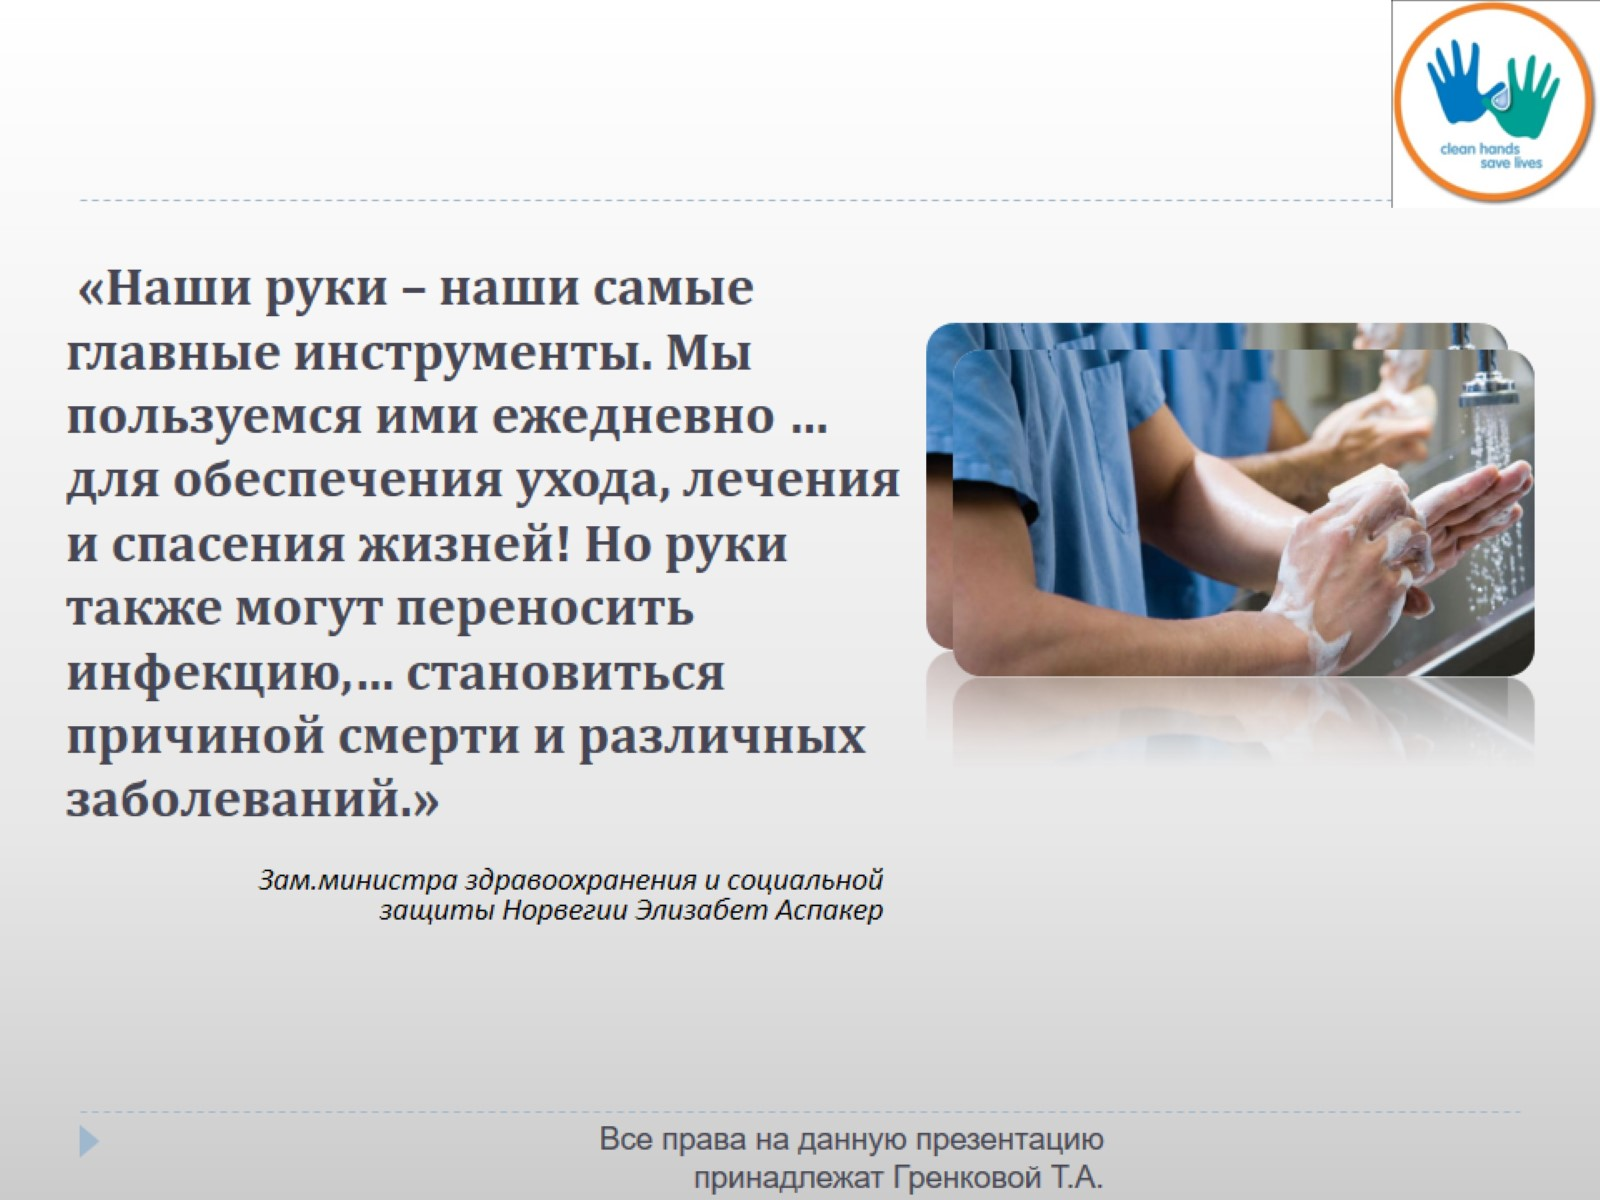 clean hands
save lives
«Наши руки – наши самые
главные инструменты. Мы
пользуемся ими ежедневно ...
для обеспечения ухода, лечения
и спасения жизней! Но руки
также могут переносить
инфекцию,... становиться
причиной смерти и различных
заболеваний.»
Зам.министра здравоохранения и социальной
защиты Норвегии Элизабет Аспакер
Все права на данную презентацию
принадлежат Гренковой Т.А.